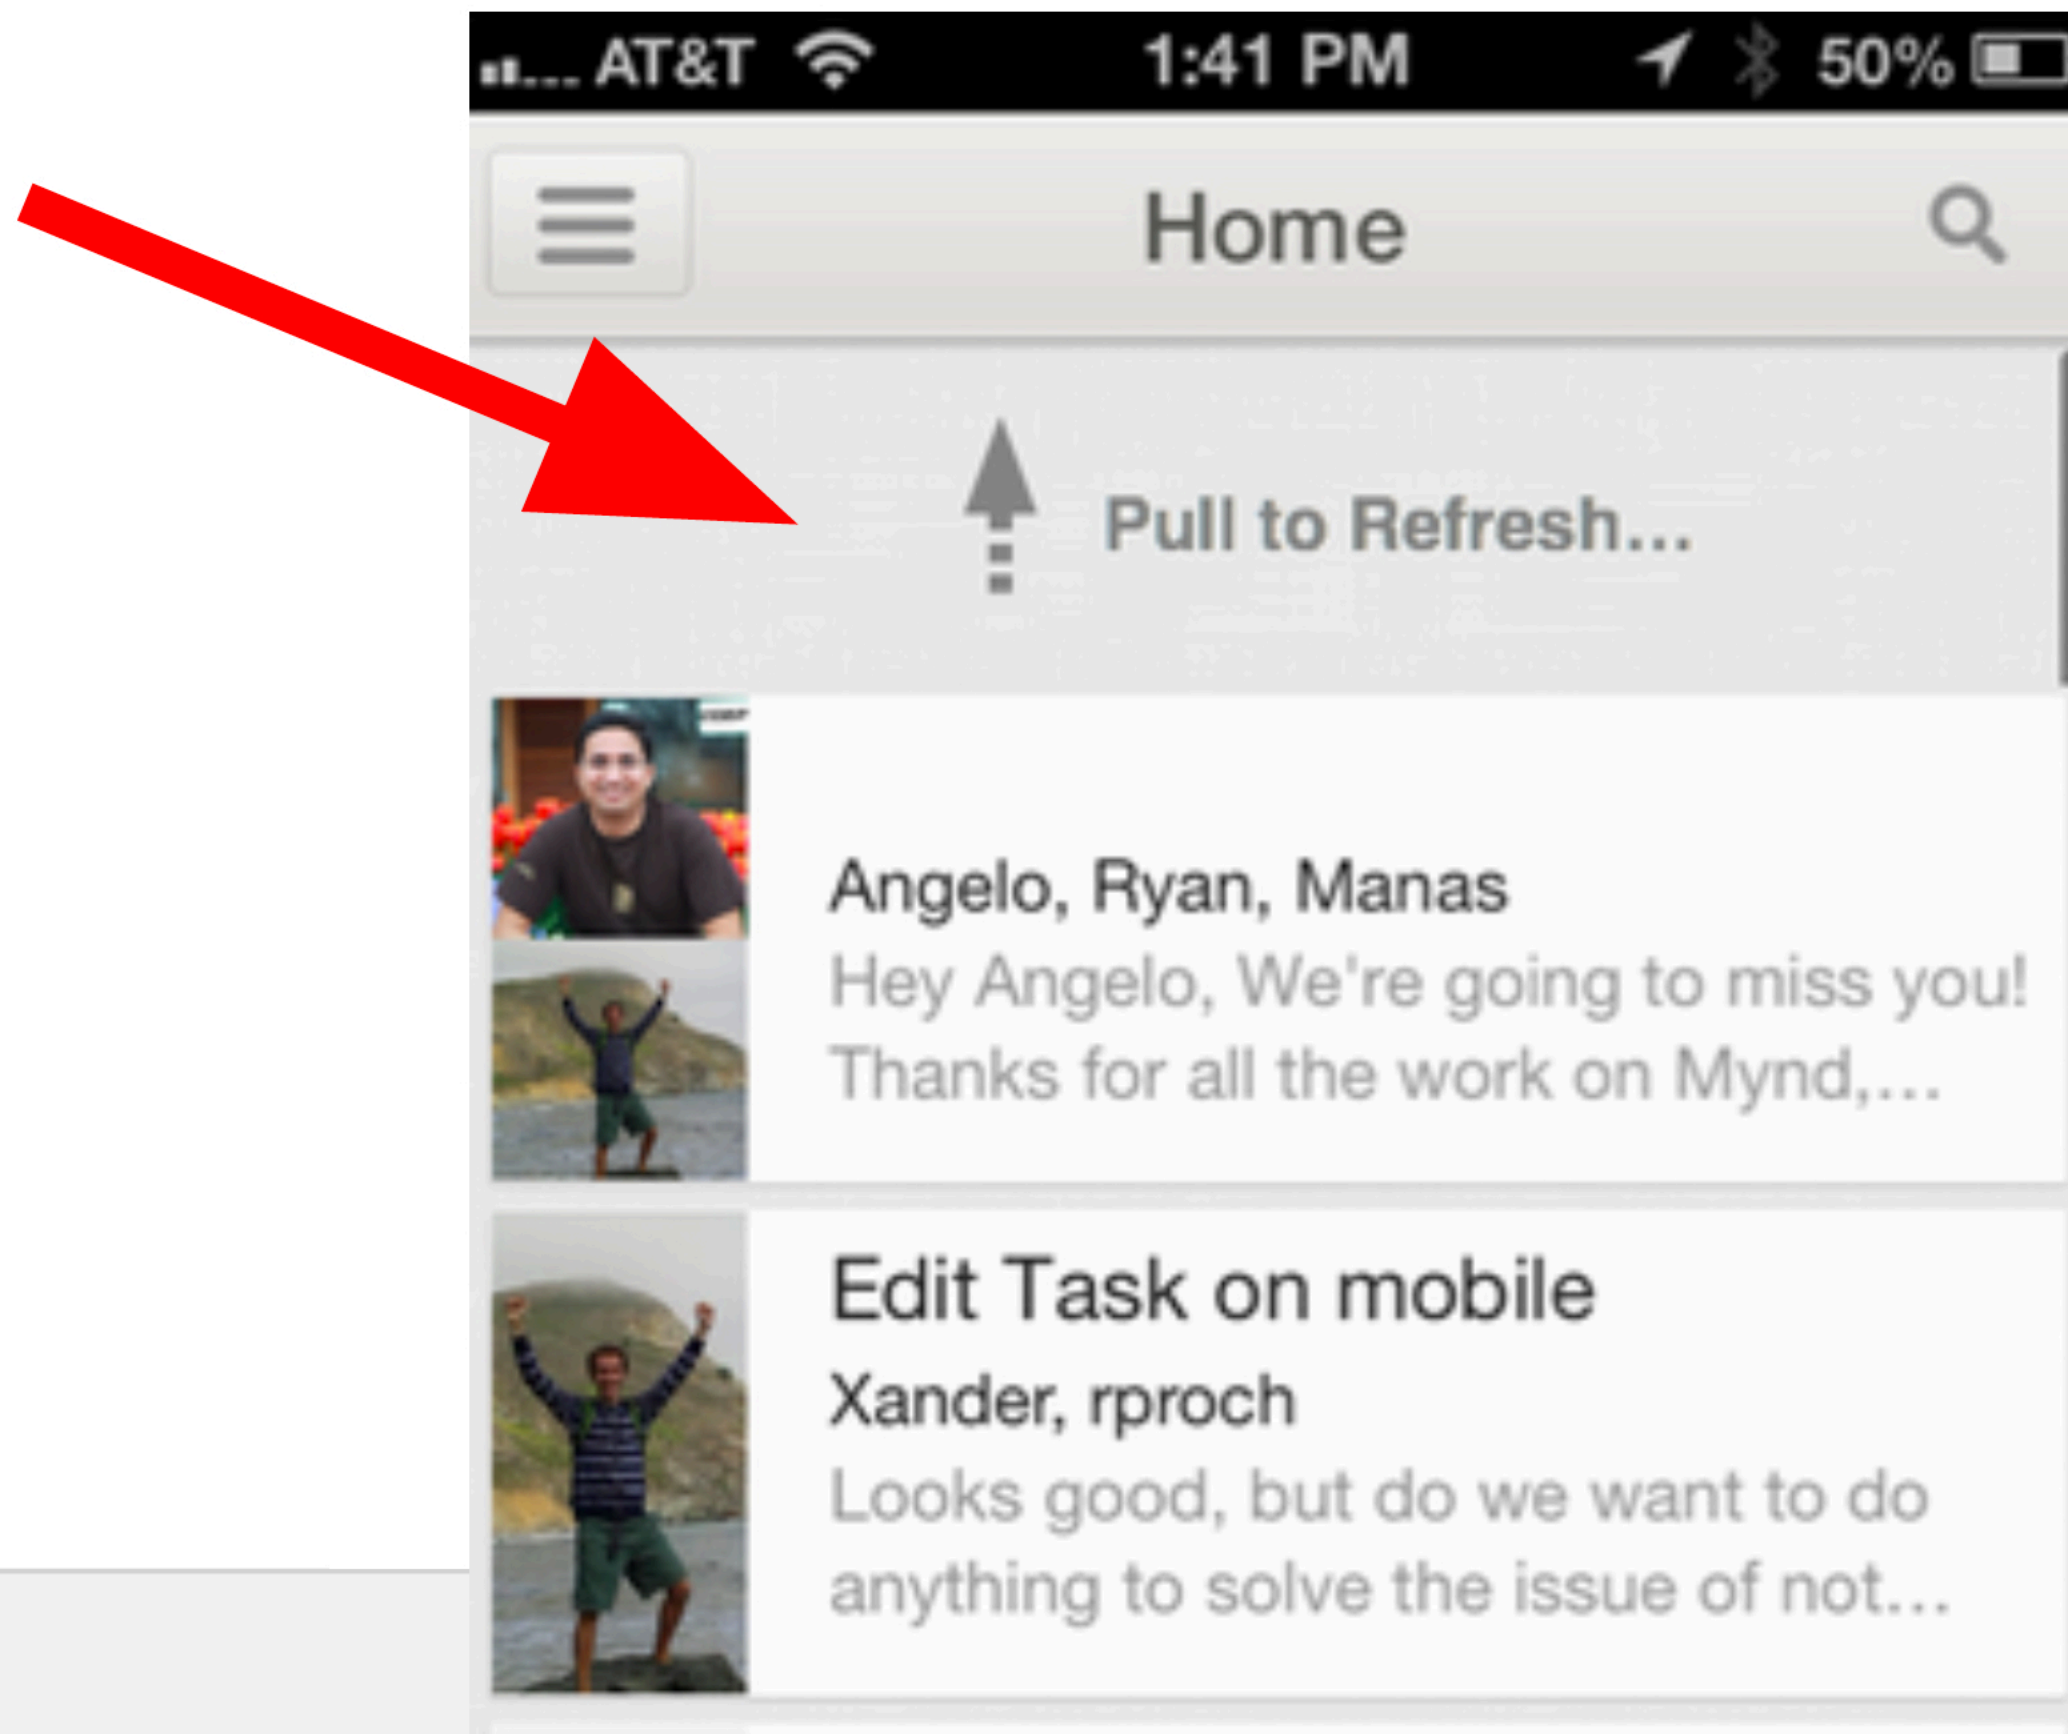 AT&T 1:41 PM 50%
Home
Pull to Refresh...
Angelo, Ryan, Manas
Hey Angelo, We're going to miss you!
Thanks for all the work on Mynd,...
Edit Task on mobile
Xander, rproch
Looks good, but do we want to do
anything to solve the issue of not...